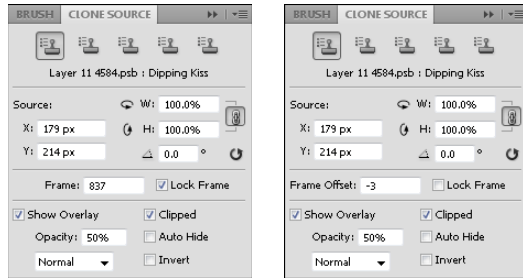 BRUSH CLONE SOURCE
Layer 11 4584.psb : Dipping Kiss
Source: W: 100.0%
X: 179 px H: 100.0%
Y: 214 px 0.0 °
Frame: 837 Lock Frame
Show Overlay Clipped
Opacity: 50% Auto Hide
Normal Invert
BRUSH CLONE SOURCE
Layer 11 4584.psb : Dipping Kiss
Source: W: 100.0%
X: 179 px H: 100.0%
Y: 214 px 0.0 °
Frame Offset: -3 Lock Frame
Show Overlay Clipped
Opacity: 50% Auto Hide
Normal Invert